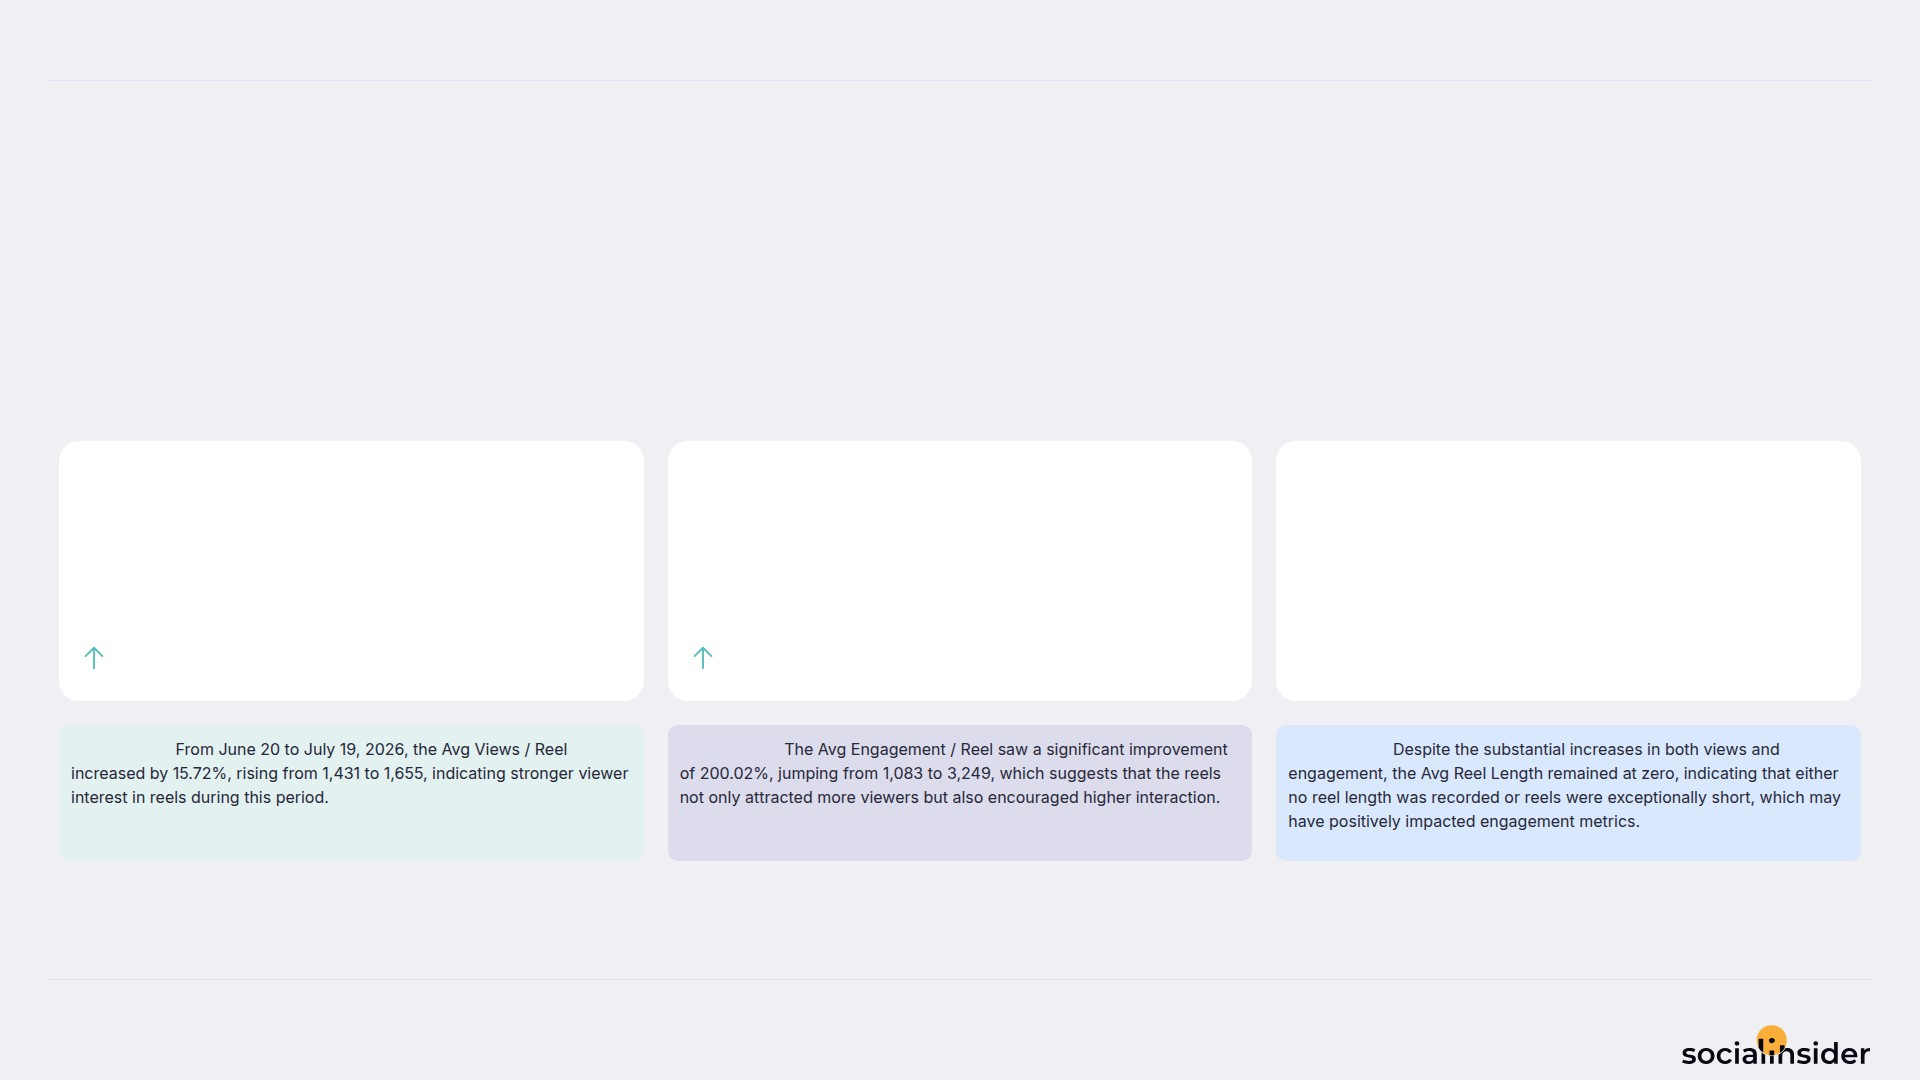 From June 20 to July 19, 2026, the Avg Views / Reel
increased by 15.72%, rising from 1,431 to 1,655, indicating stronger viewer
interest in reels during this period.
The Avg Engagement / Reel saw a significant improvement
of 200.02%, jumping from 1,083 to 3,249, which suggests that the reels
not only attracted more viewers but also encouraged higher interaction.
Despite the substantial increases in both views and
engagement, the Avg Reel Length remained at zero, indicating that either
no reel length was recorded or reels were exceptionally short, which may
have positively impacted engagement metrics.
socialinsider